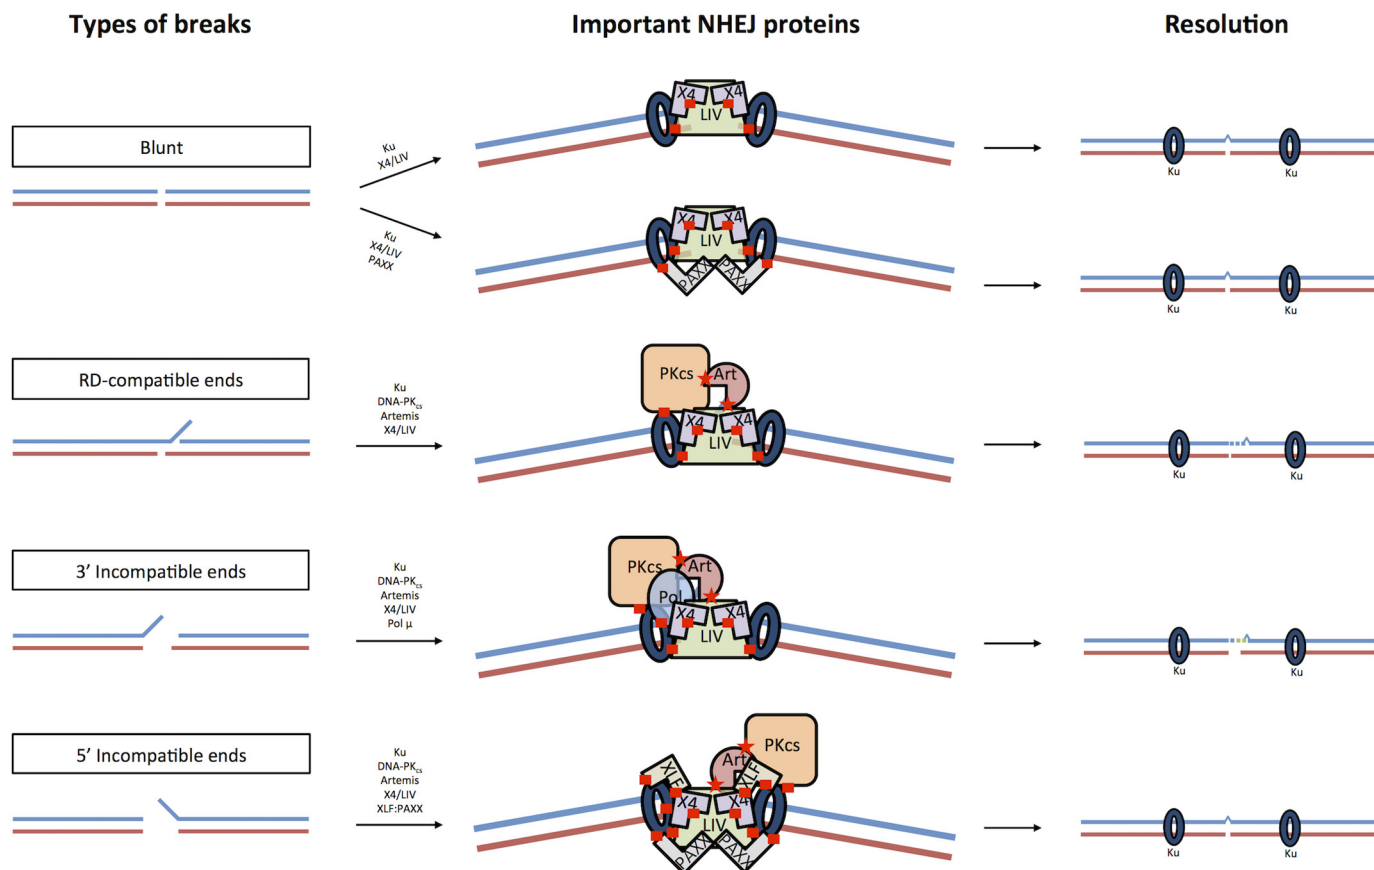 Types of breaks
Important NHEJ proteins
Resolution
Blunt
Ku
X4/LIV
X4 X4
LIV
Ku Ku
Ku
X4/LIV
PAXX
X4 X4
LIV
PAXX PAXX
Ku Ku
RD-compatible ends
Ku
DNA-PKcs
Artemis
X4/LIV
PKcs Art
X4 X4
LIV
Ku Ku
3' Incompatible ends
Ku
DNA-PKcs
Artemis
X4/LIV
Pol μ
PKcs Art
Pol
X4 X4
LIV
Ku Ku
5' Incompatible ends
Ku
DNA-PKcs
Artemis
X4/LIV
XLF:PAXX
PKcs
Art
XLF XLF
X4 X4
LIV
PAXX PAXX
Ku Ku